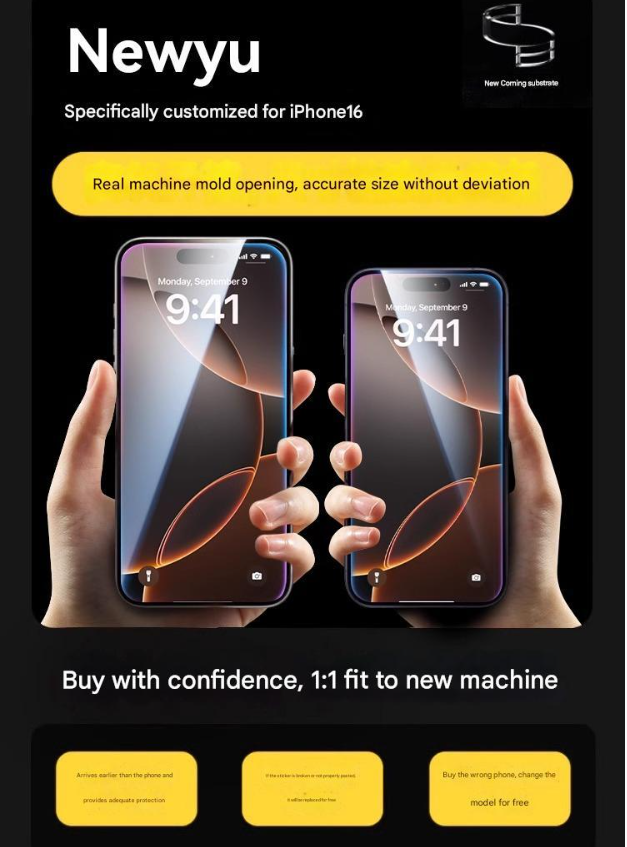 Newyu
New Coming substrate
Specifically customized for iPhone16
Real machine mold opening, accurate size without deviation
Monday, September 9
9:41
Monday, September 9
9:41
Buy with confidence, 1:1 fit to new machine
Arrives earlier than the phone and
provides adequate protection
If the sticker is broken or not properly pasted,
it will be replaced for free
Buy the wrong phone, change the
model for free